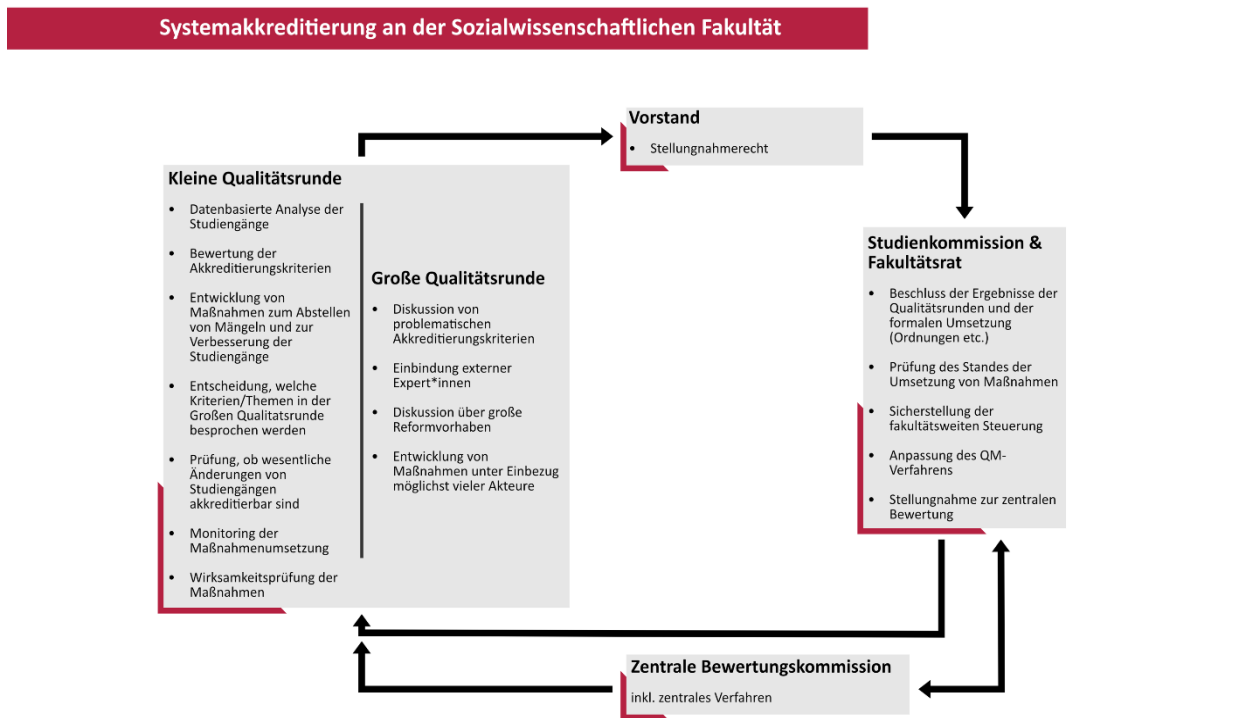 Systemakkreditierung an der Sozialwissenschaftlichen Fakultät
Vorstand
• Stellungnahmerecht
Kleine Qualitätsrunde
• Datenbasierte Analyse der
Studiengänge
• Bewertung der
Akkreditierungskriterien
• Entwicklung von
Maßnahmen zum Abstellen
von Mängeln und zur
Verbesserung der
Studiengänge
• Entscheidung, welche
Kriterien/Themen in der
Großen Qualitatsrunde
besprochen werden
• Prüfung, ob wesentliche
Änderungen von
Studiengängen
akkreditierbar sind
• Monitoring der
Maßnahmenumsetzung
• Wirksamkeitsprüfung der
Maßnahmen
Große Qualitätsrunde
• Diskussion von
problematischen
Akkreditierungskriterien
• Einbindung externer
Expert*innen
• Diskussion über große
Reformvorhaben
• Entwicklung von
Maßnahmen unter Einbezug
möglichst vieler Akteure
Studienkommission &
Fakultätsrat
• Beschluss der Ergebnisse der
Qualitätsrunden und der
formalen Umsetzung
(Ordnungen etc.)
• Prüfung des Standes der
Umsetzung von Maßnahmen
• Sicherstellung der
fakultätsweiten Steuerung
• Anpassung des QM-
Verfahrens
• Stellungnahme zur zentralen
Bewertung
Zentrale Bewertungskommission
inkl. zentrales Verfahren